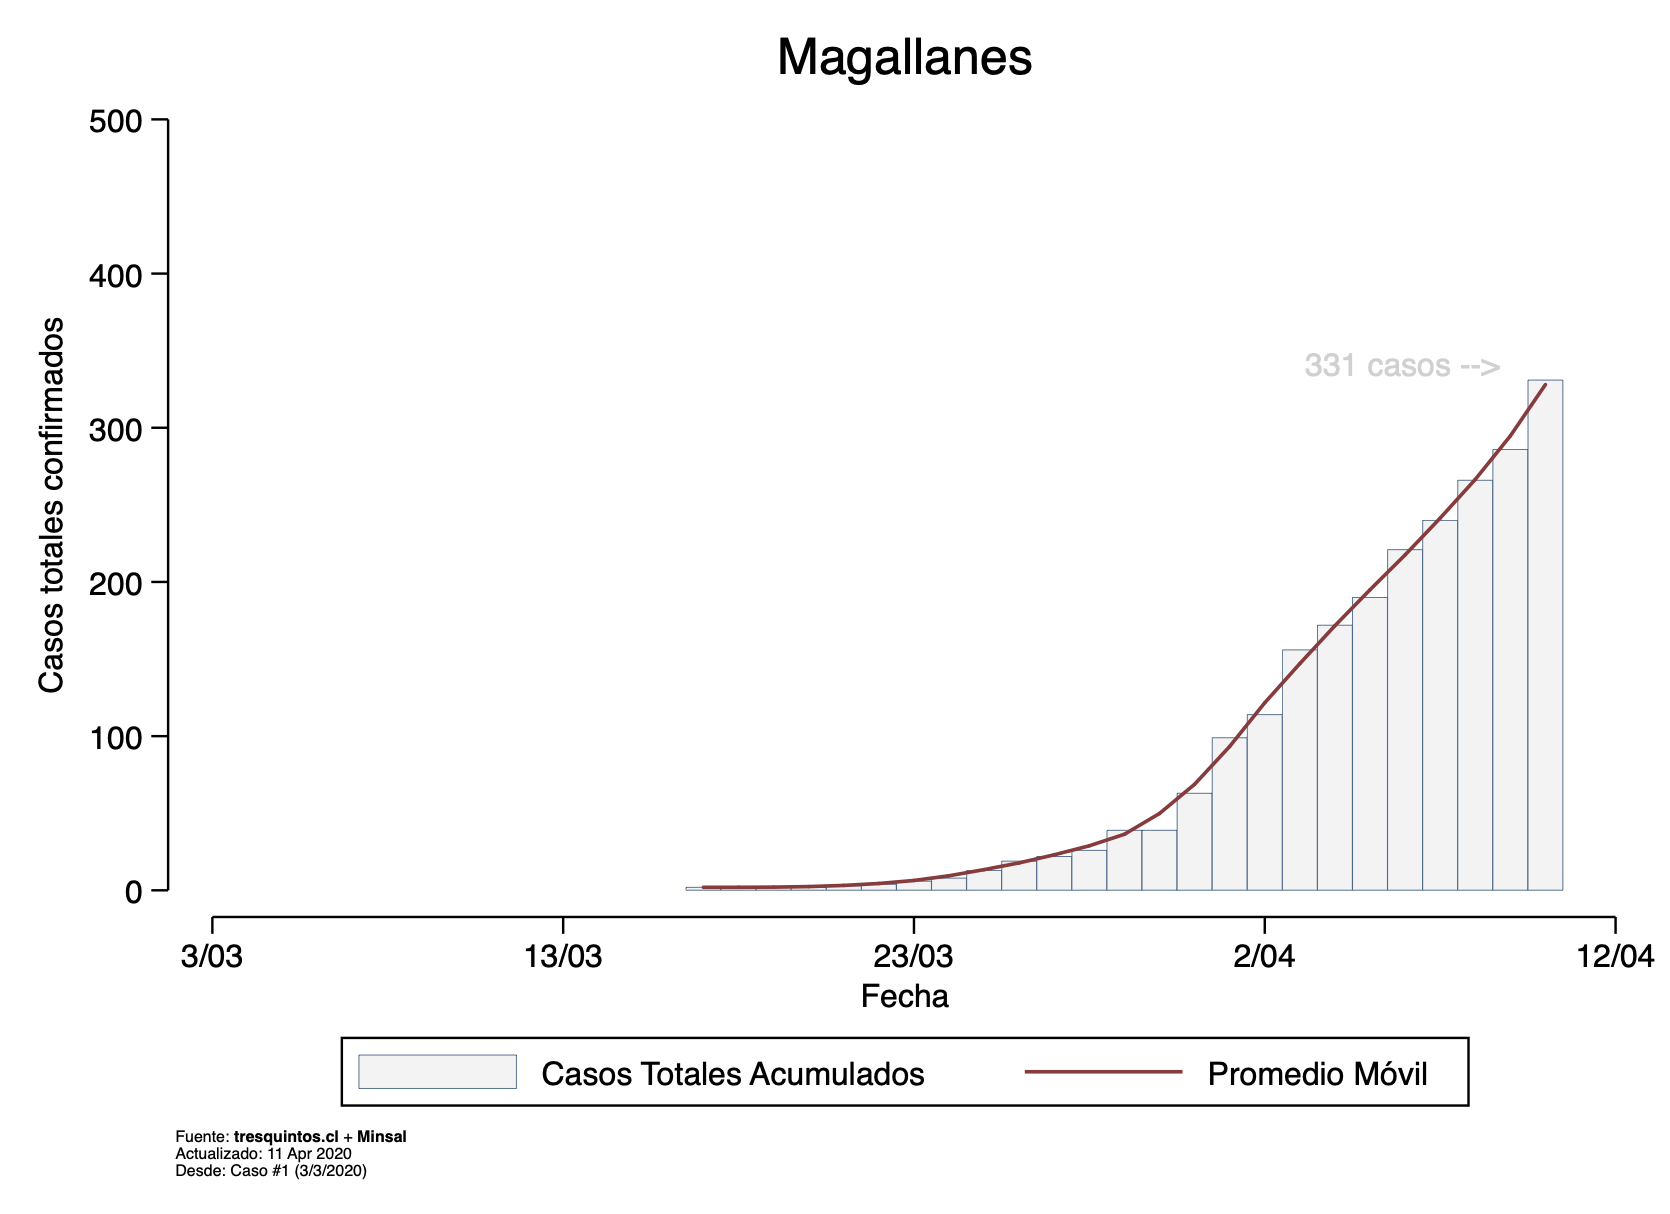 Magallanes
Casos totales confirmados
500
400
300
200
100
0
331 casos -->
3/03 13/03 23/03 2/04 12/04
Fecha
Casos Totales Acumulados Promedio Móvil
Fuente: tresquintos.cl + Minsal
Actualizado: 11 Apr 2020
Desde: Caso #1 (3/3/2020)